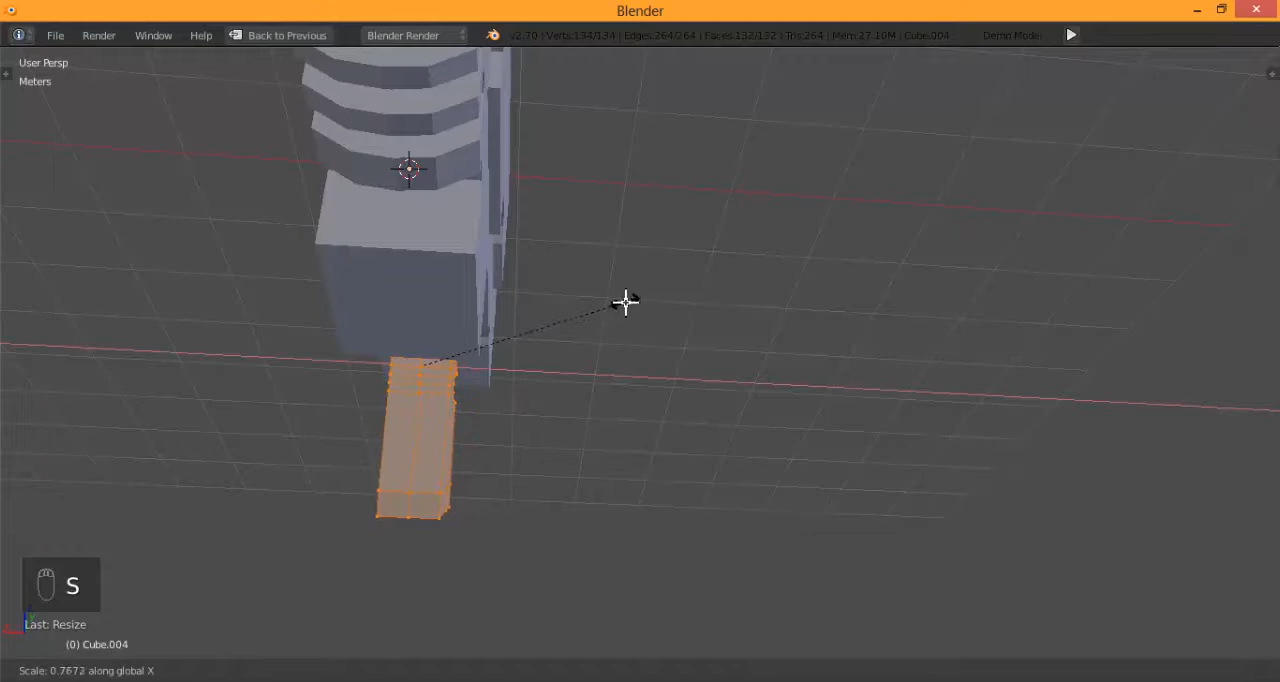 Blender
File Render Window Help Back to Previous Blender Render v2.70 | Verts:134/134 | Edges:264/264 | Faces:132/132 | Tris:264 | Mem:27.10M | Cube.004 Demo Mode:
User Persp
Meters
S
Last: Resize
(0) Cube.004
Scale: 0.7672 along global X